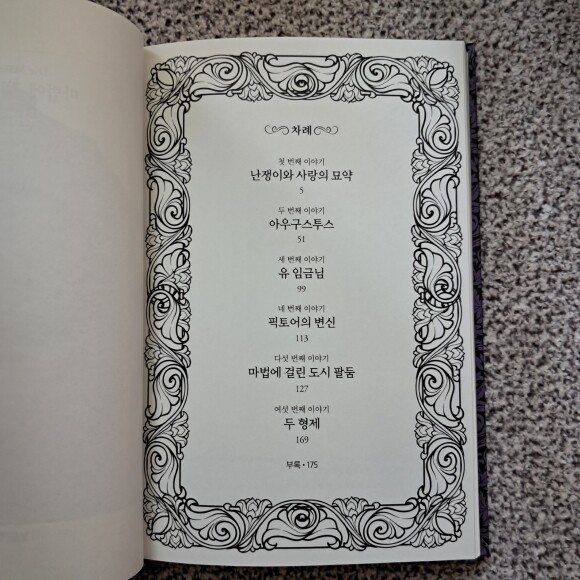 차례
첫 번째 이야기
난쟁이와 사랑의 묘약
5
두 번째 이야기
아우구스투스
51
세 번째 이야기
유 임금님
99
네 번째 이야기
픽토어의 변신
113
다섯 번째 이야기
마법에 걸린 도시 팔둠
127
여섯 번째 이야기
두 형제
169
부록 • 175